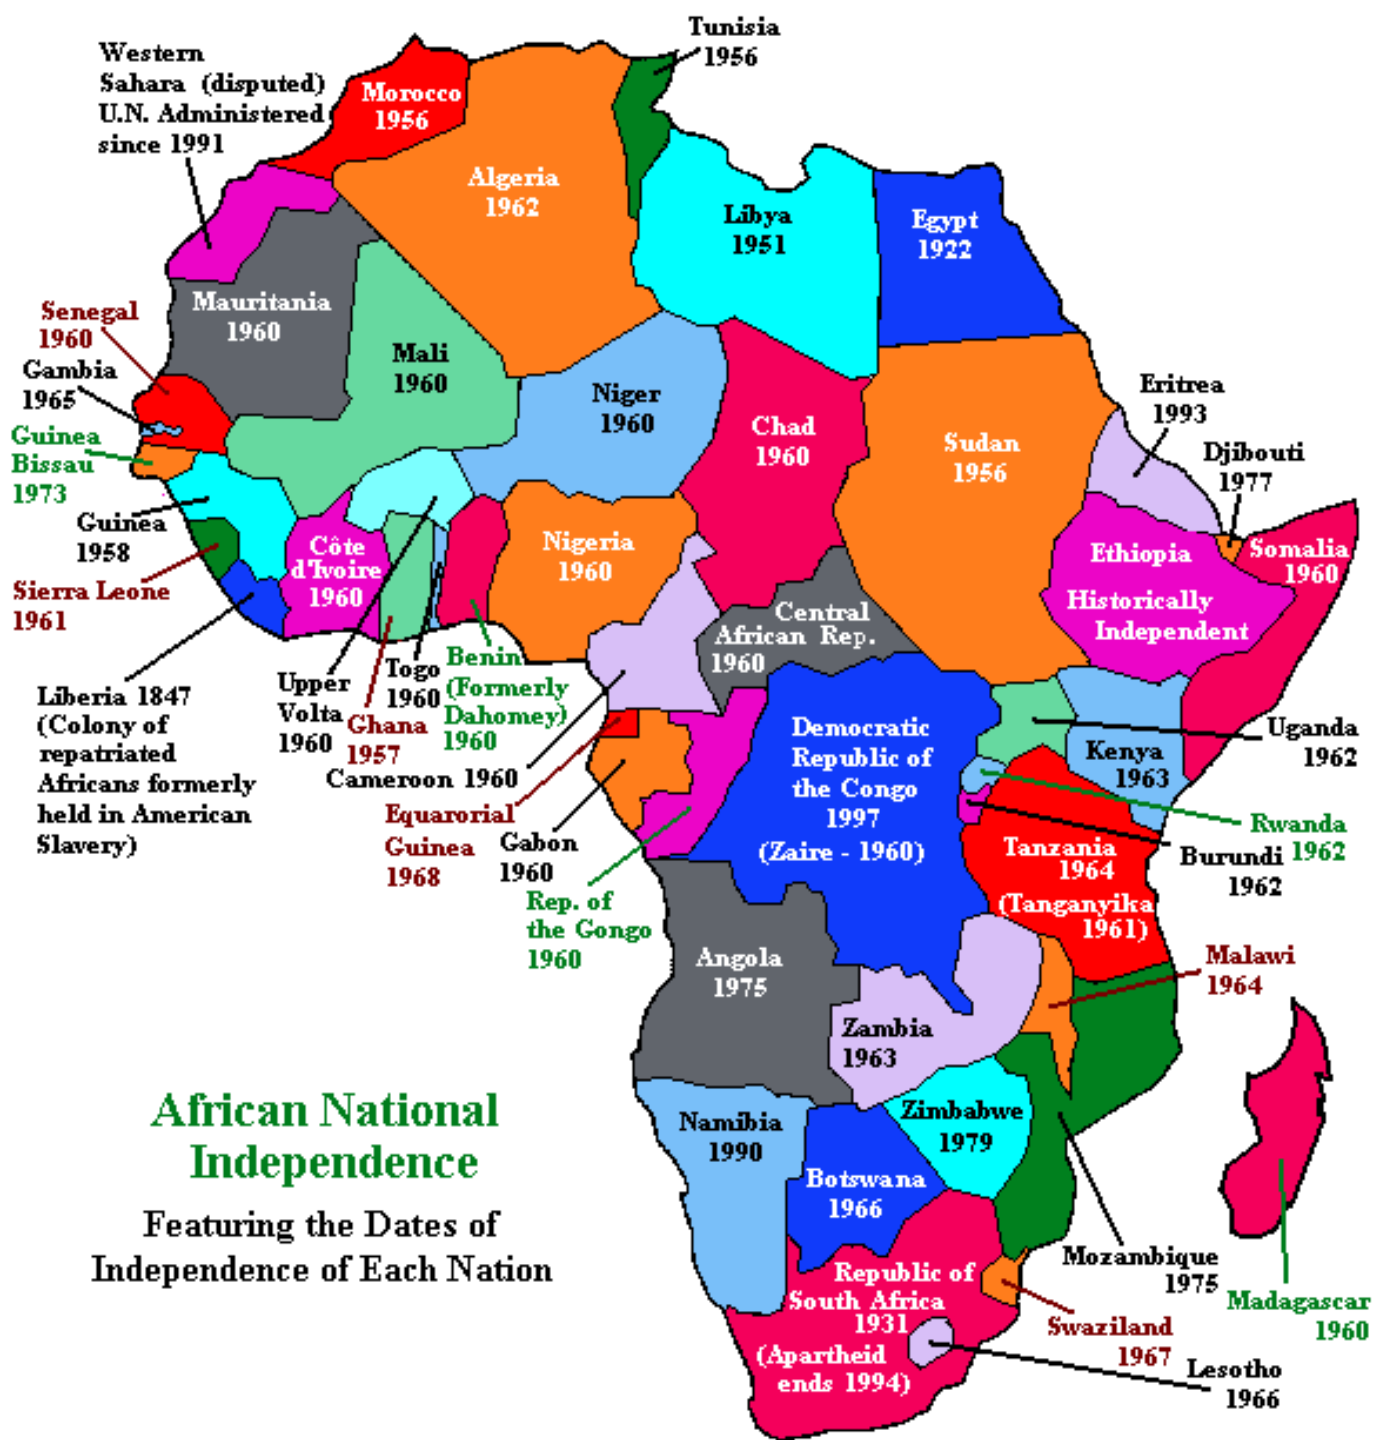 Tunisia
1956
Western
Sahara (disputed)
U.N. Administered
since 1991
Morocco
1956
Algeria
1962
Libya
1951
Egypt
1922
Mauritania
1960
Senegal
1960
Gambia
1965
Guinea
Bissau
1973
Guinea
1958
Sierra Leone
1961
Mali
1960
Niger
1960
Chad
1960
Sudan
1956
Eritrea
1993
Djibouti
1977
Somalia
1960
Ethiopia
Historically
Independent
Côte
d'Ivoire
1960
Nigeria
1960
Central
African Rep.
1960
Liberia 1847
(Colony of
repatriated
Africans formerly
held in American
Slavery)
Upper
Volta
1960
Ghana
1957
Togo
1960
Benin
(Formerly
Dahomey)
1960
Cameroon 1960
Equarorial
Guinea
1968
Gabon
1960
Rep. of
the Gongo
1960
Democratic
Republic of
the Congo
1997
(Zaire - 1960)
Uganda
1962
Kenya
1963
Rwanda
1962
Burundi
1962
Tanzania
1964
(Tanganyika
1961)
Malawi
1964
Angola
1975
Zambia
1963
Namibia
1990
Zimbabwe
1979
Botswana
1966
Mozambique
1975
Madagascar
1960
Republic of
South Africa
1931
(Apartheid
ends 1994)
Swaziland
1967
Lesotho
1966
African National
Independence
Featuring the Dates of
Independence of Each Nation